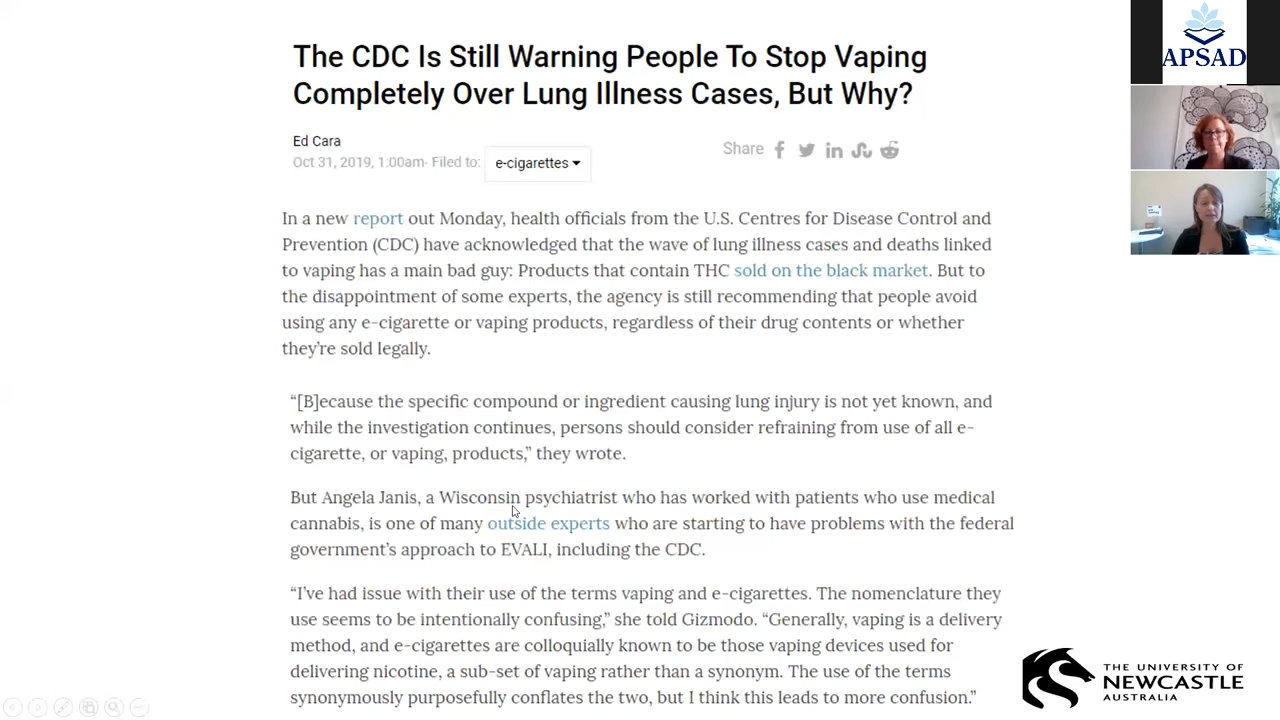 The CDC Is Still Warning People To Stop Vaping
Completely Over Lung Illness Cases, But Why?
Ed Cara
Oct 31, 2019, 1:00am- Filed to:
e-cigarettes
Share
In a new report out Monday, health officials from the U.S. Centres for Disease Control and
Prevention (CDC) have acknowledged that the wave of lung illness cases and deaths linked
to vaping has a main bad guy: Products that contain THC sold on the black market. But to
the disappointment of some experts, the agency is still recommending that people avoid
using any e-cigarette or vaping products, regardless of their drug contents or whether
they’re sold legally.
“[B]ecause the specific compound or ingredient causing lung injury is not yet known, and
while the investigation continues, persons should consider refraining from use of all e-
cigarette, or vaping, products,” they wrote.
But Angela Janis, a Wisconsin psychiatrist who has worked with patients who use medical
cannabis, is one of many outside experts who are starting to have problems with the federal
government’s approach to EVALI, including the CDC.
“I’ve had issue with their use of the terms vaping and e-cigarettes. The nomenclature they
use seems to be intentionally confusing,” she told Gizmodo. “Generally, vaping is a delivery
method, and e-cigarettes are colloquially known to be those vaping devices used for
delivering nicotine, a sub-set of vaping rather than a synonym. The use of the terms
synonymously purposefully conflates the two, but I think this leads to more confusion.”
APSAD
THE UNIVERSITY OF
NEWCASTLE
AUSTRALIA